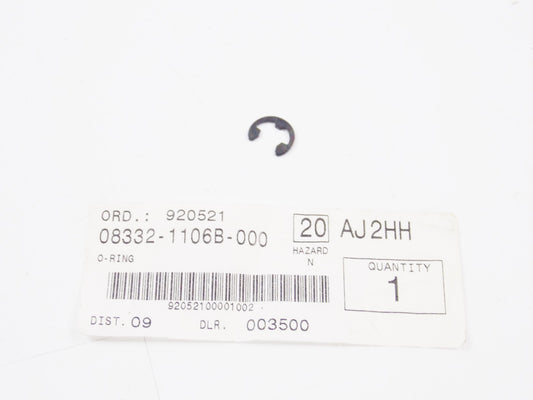 ORD.: 920521
08332-1106B-000 20 AJ2HH
O-RING HAZARD N
QUANTITY
1
92052100001002
DIST. 09 DLR. 003500